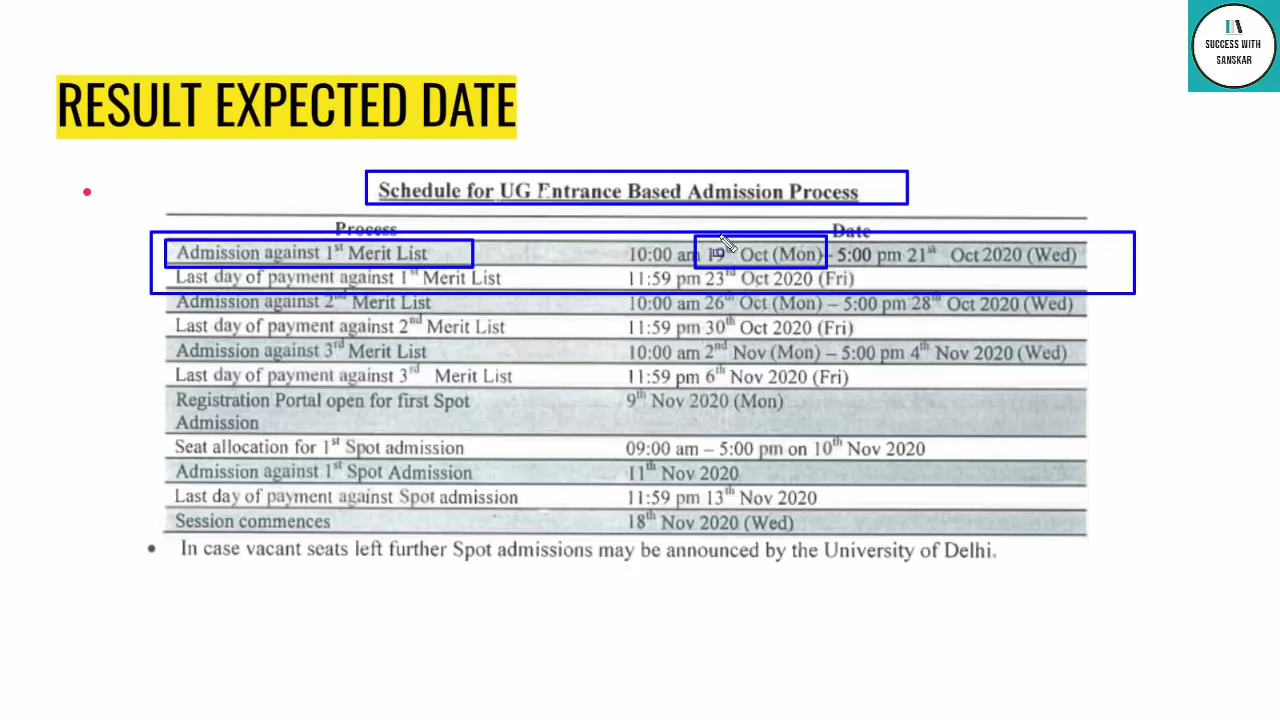 SUCCESS WITH
SANSKAR
RESULT EXPECTED DATE
Schedule for UG Entrance Based Admission Process
Process Date
Admission against 1st Merit List 10:00 am 19th Oct (Mon) - 5:00 pm 21st Oct 2020 (Wed)
Last day of payment against 1st Merit List 11:59 pm 23rd Oct 2020 (Fri)
Admission against 2nd Merit List 10:00 am 26th Oct (Mon) – 5:00 pm 28th Oct 2020 (Wed)
Last day of payment against 2nd Merit List 11:59 pm 30th Oct 2020 (Fri)
Admission against 3rd Merit List 10:00 am 2nd Nov (Mon) – 5:00 pm 4th Nov 2020 (Wed)
Last day of payment against 3rd Merit List 11:59 pm 6th Nov 2020 (Fri)
Registration Portal open for first Spot 9th Nov 2020 (Mon)
Admission
Seat allocation for 1st Spot admission 09:00 am – 5:00 pm on 10th Nov 2020
Admission against 1st Spot Admission 11th Nov 2020
Last day of payment against Spot admission 11:59 pm 13th Nov 2020
Session commences 18th Nov 2020 (Wed)
• In case vacant seats left further Spot admissions may be announced by the University of Delhi.